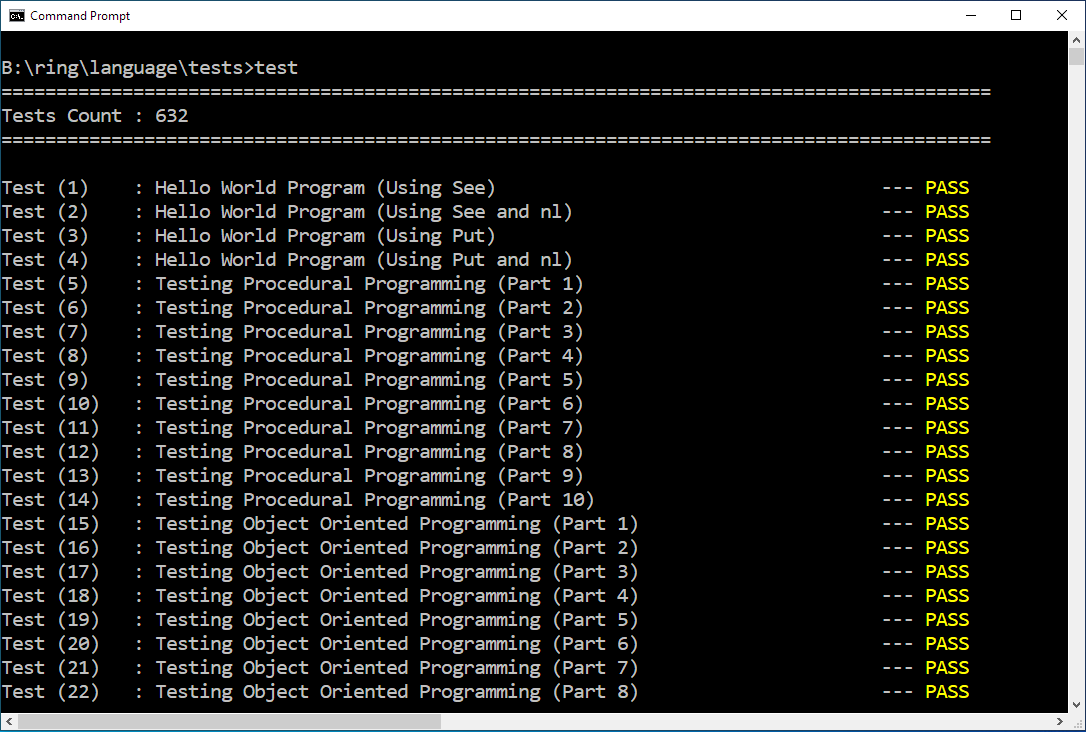 Command Prompt
B:\ring\language\tests>test
==========================================================================================
Tests Count : 632
==========================================================================================
Test (1)    : Hello World Program (Using See)                                   --- PASS
Test (2)    : Hello World Program (Using See and nl)                            --- PASS
Test (3)    : Hello World Program (Using Put)                                   --- PASS
Test (4)    : Hello World Program (Using Put and nl)                            --- PASS
Test (5)    : Testing Procedural Programming (Part 1)                           --- PASS
Test (6)    : Testing Procedural Programming (Part 2)                           --- PASS
Test (7)    : Testing Procedural Programming (Part 3)                           --- PASS
Test (8)    : Testing Procedural Programming (Part 4)                           --- PASS
Test (9)    : Testing Procedural Programming (Part 5)                           --- PASS
Test (10)   : Testing Procedural Programming (Part 6)                           --- PASS
Test (11)   : Testing Procedural Programming (Part 7)                           --- PASS
Test (12)   : Testing Procedural Programming (Part 8)                           --- PASS
Test (13)   : Testing Procedural Programming (Part 9)                           --- PASS
Test (14)   : Testing Procedural Programming (Part 10)                          --- PASS
Test (15)   : Testing Object Oriented Programming (Part 1)                      --- PASS
Test (16)   : Testing Object Oriented Programming (Part 2)                      --- PASS
Test (17)   : Testing Object Oriented Programming (Part 3)                      --- PASS
Test (18)   : Testing Object Oriented Programming (Part 4)                      --- PASS
Test (19)   : Testing Object Oriented Programming (Part 5)                      --- PASS
Test (20)   : Testing Object Oriented Programming (Part 6)                      --- PASS
Test (21)   : Testing Object Oriented Programming (Part 7)                      --- PASS
Test (22)   : Testing Object Oriented Programming (Part 8)                      --- PASS